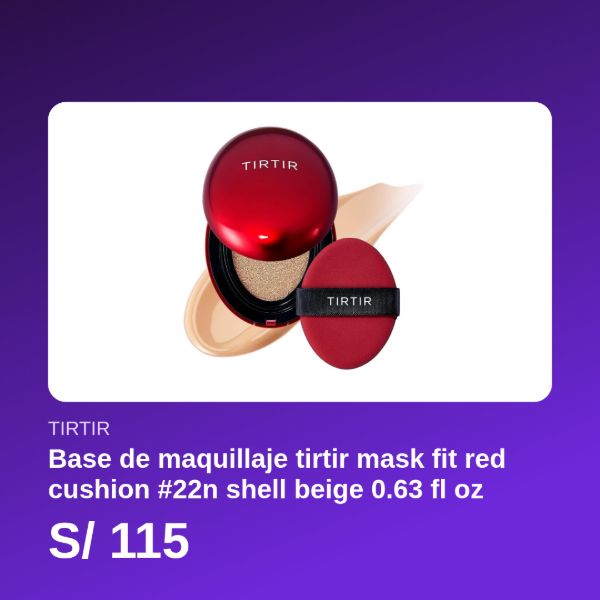 TIRTIR
TIRTIR
TIRTIR
Base de maquillaje tirtir mask fit red
cushion #22n shell beige 0.63 fl oz
S/ 115